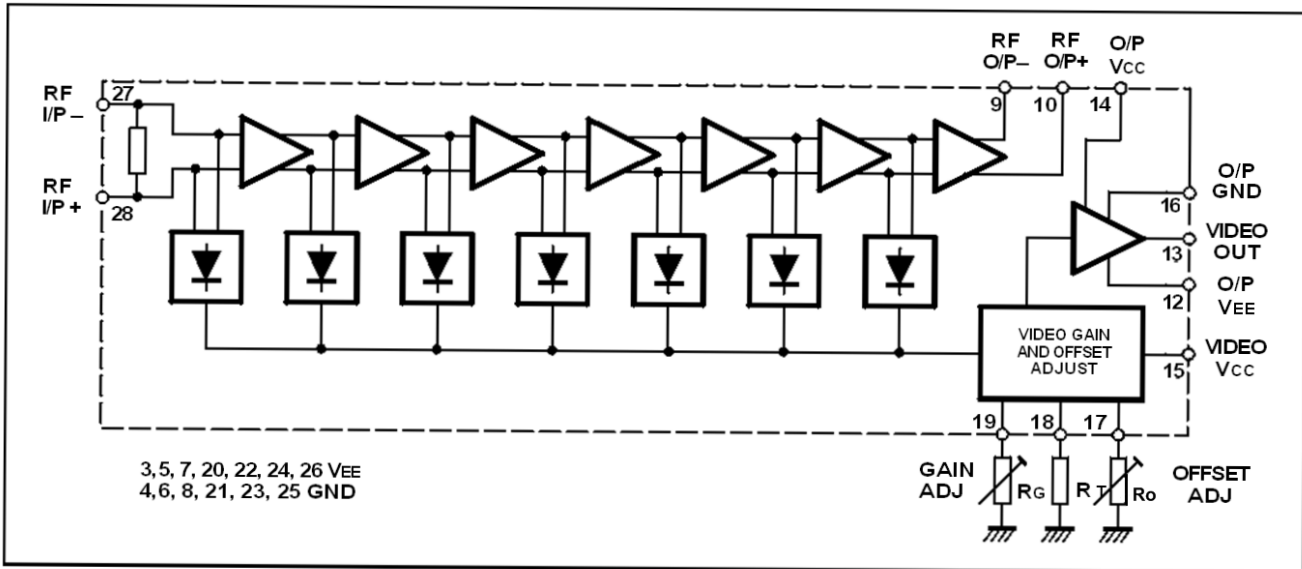 RF
O/P–
RF
O/P+
O/P
VCC
9
10
14
RF
I/P –
27
RF
I/P +
28
O/P
GND
16
VIDEO
OUT
13
O/P
VEE
12
VIDEO GAIN
AND OFFSET
ADJUST
VIDEO
VCC
15
19
18
17
3, 5, 7, 20, 22, 24, 26 VEE
4, 6, 8, 21, 23, 25 GND
GAIN
ADJ
RG
RT
RO
OFFSET
ADJ